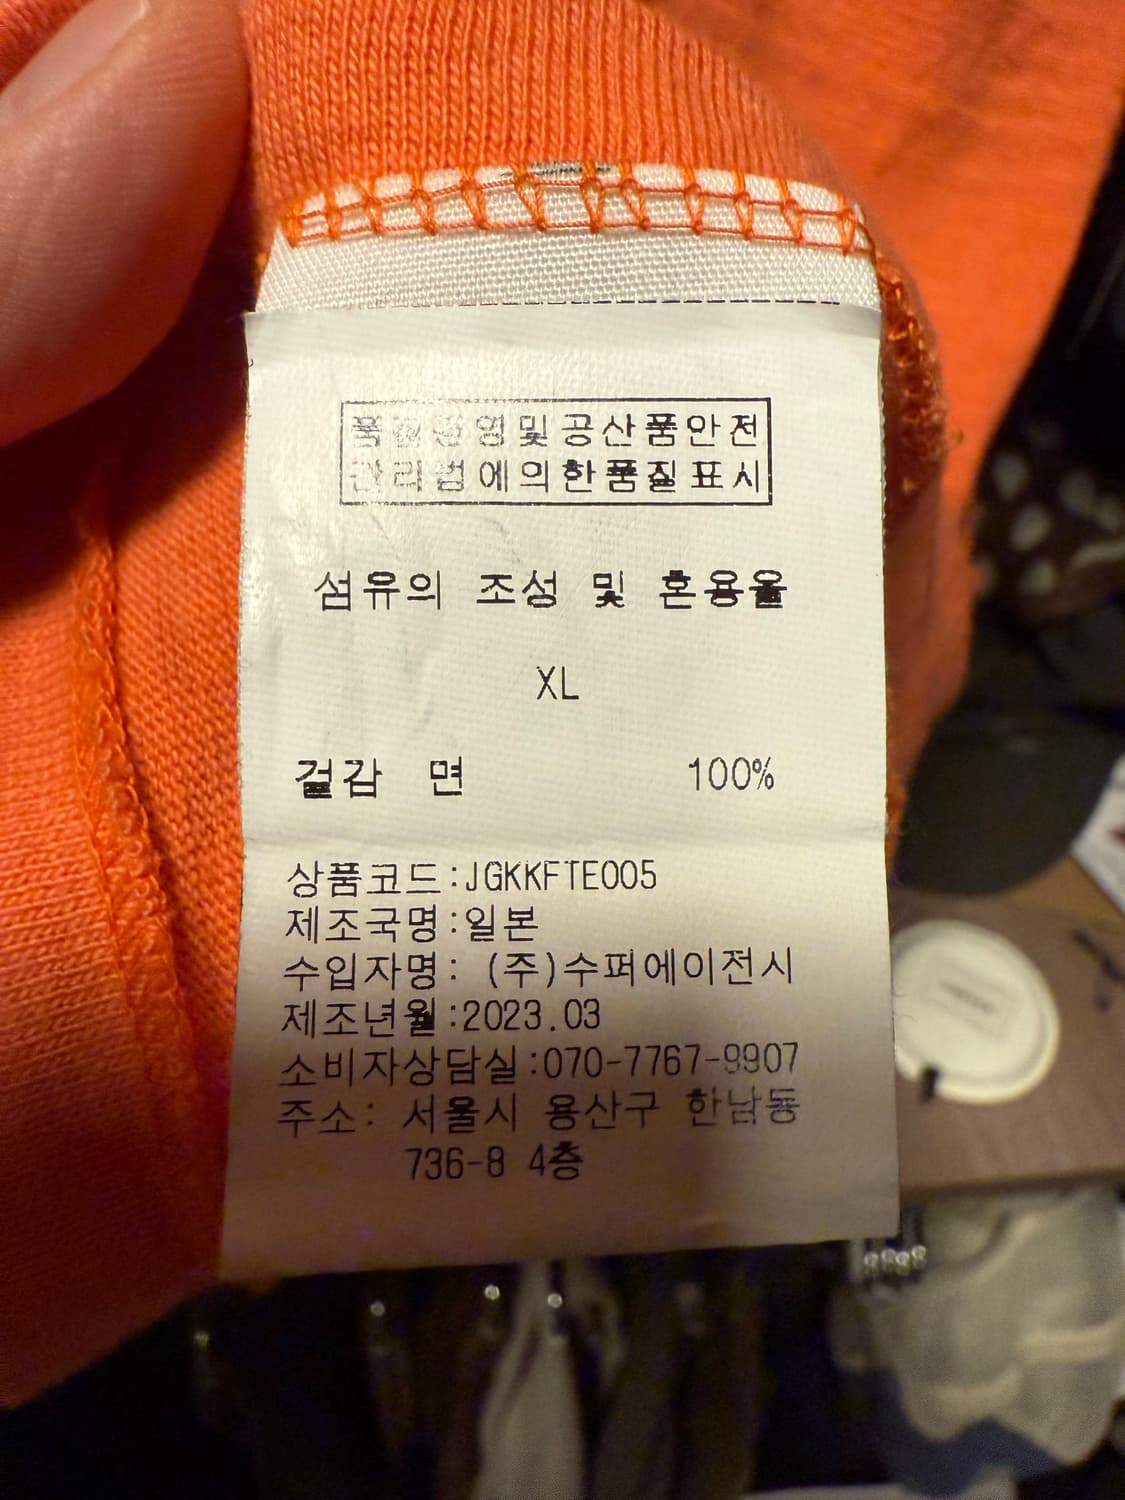 품질경영및공산품안전
관리법에의한품질표시
섬유의 조성 및 혼용율
XL
겉감 면 100%
상품코드:JGKKFTE005
제조국명:일본
수입자명: (주)수퍼에이전시
제조년월:2023.03
소비자상담실:070-7767-9907
주소: 서울시 용산구 한남동
736-8 4층